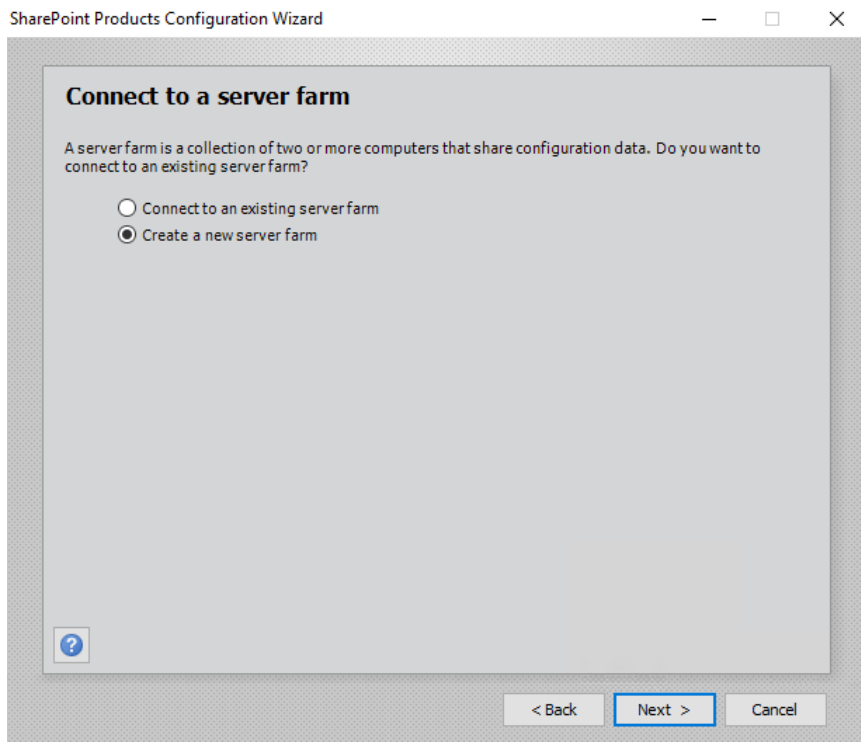 SharePoint Products Configuration Wizard
Connect to a server farm
A server farm is a collection of two or more computers that share configuration data. Do you want to
connect to an existing server farm?
Connect to an existing server farm
Create a new server farm
?
< Back Next > Cancel